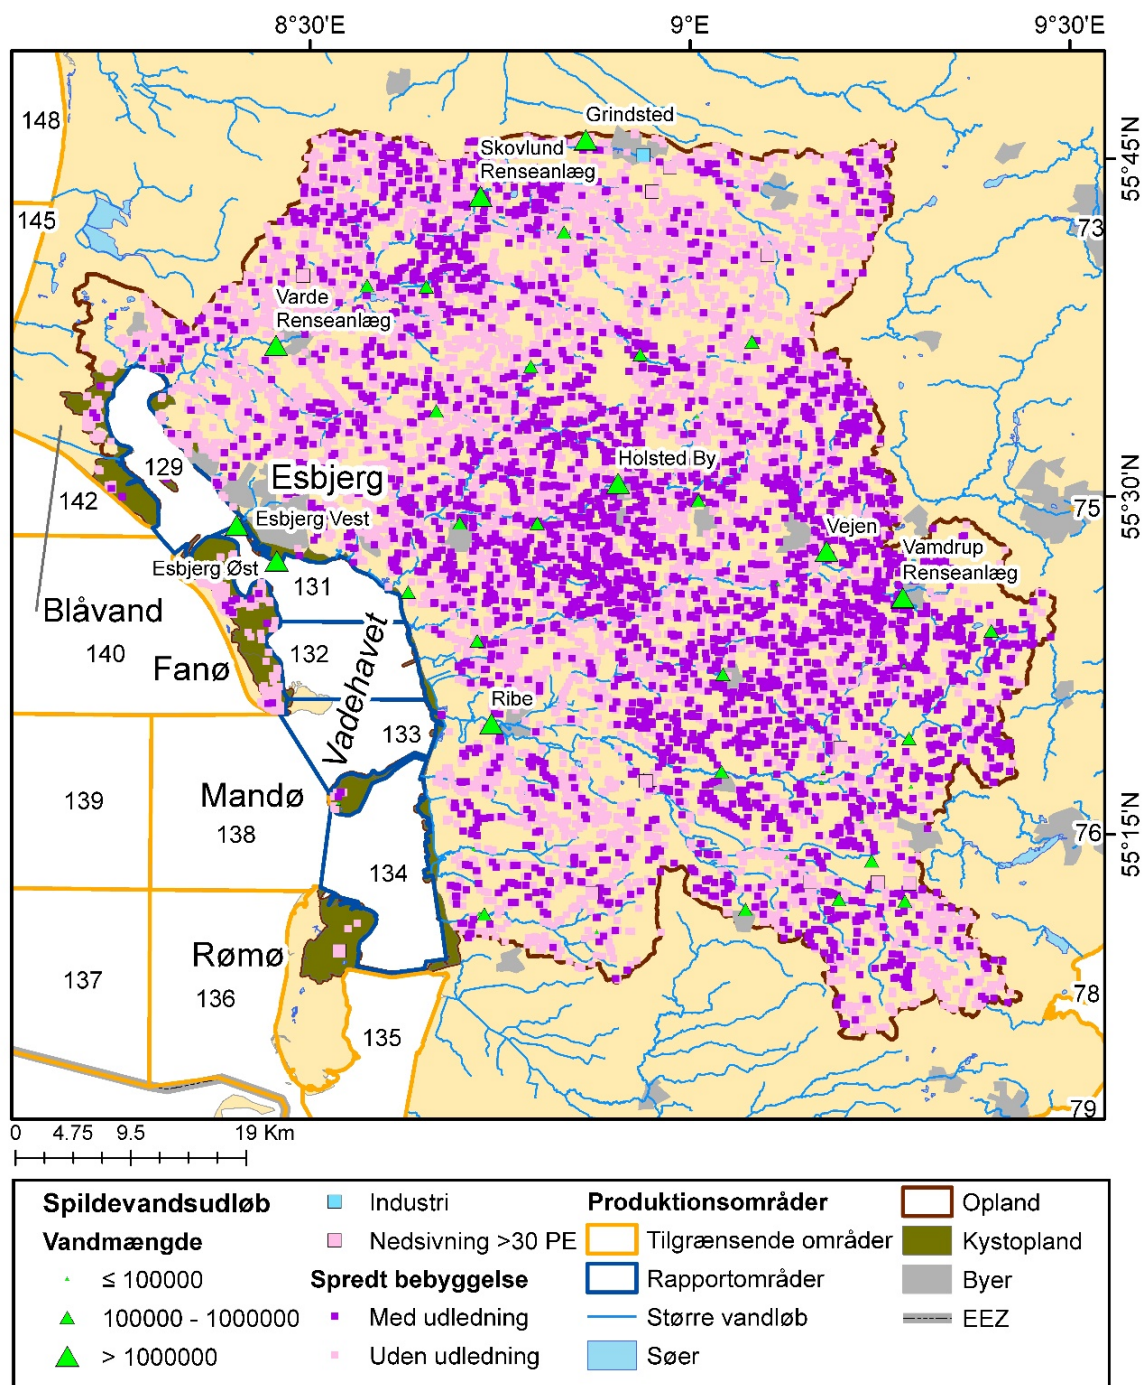 8°30'E
9°E
9°30'E
148
Grindsted
Skovlund
Renseanlæg
55°45'N
145
73
Varde
Renseanlæg
129
Esbjerg
Holsted By
142
Esbjerg Vest
55°30'N
75
Vejen
Vamdrup
Renseanlæg
Esbjerg Øst
131
Blåvand
140
132
Fanø
Vadehavet
Ribe
133
Mandø
139
138
76
55°15'N
134
Rømø
137
136
78
135
79
0 4.75 9.5 19 Km
Spildevandsudløb
Vandmængde
≤ 100000
100000 - 1000000
> 1000000
Industri
Nedsivning >30 PE
Spredt bebyggelse
Med udledning
Uden udledning
Produktionsområder
Tilgrænsende områder
Rapportområder
Større vandløb
Søer
Opland
Kystopland
Byer
EEZ